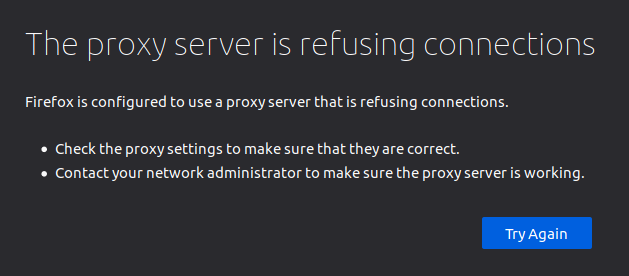 The proxy server is refusing connections
Firefox is configured to use a proxy server that is refusing connections.
• Check the proxy settings to make sure that they are correct.
• Contact your network administrator to make sure the proxy server is working.
Try Again